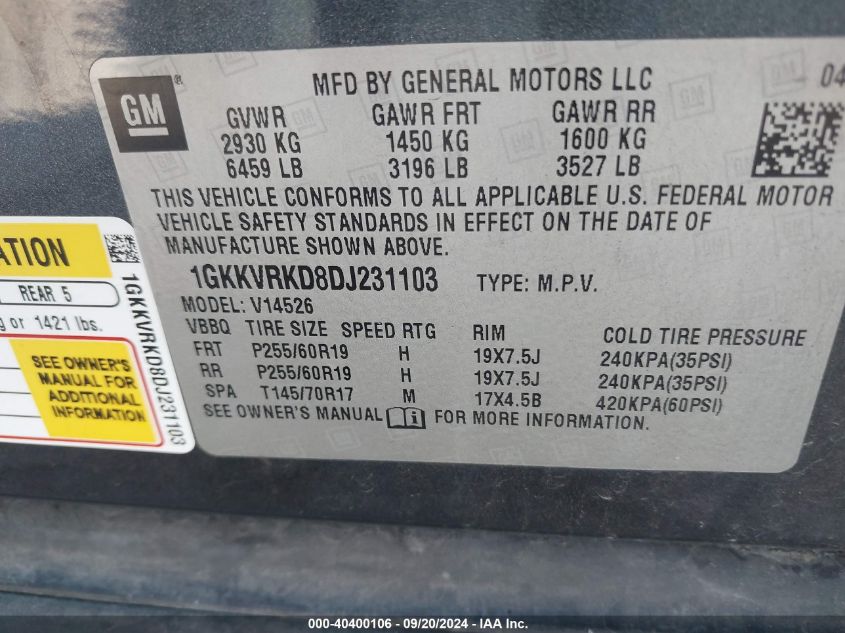 GM
MFD BY GENERAL MOTORS LLC 04
GVWR GAWR FRT GAWR RR
2930 KG 1450 KG 1600 KG
6459 LB 3196 LB 3527 LB
THIS VEHICLE CONFORMS TO ALL APPLICABLE U.S. FEDERAL MOTOR
VEHICLE SAFETY STANDARDS IN EFFECT ON THE DATE OF
MANUFACTURE SHOWN ABOVE.
1GKKVRKD8DJ231103 TYPE: M.P.V.
MODEL: V14526
VBBQ TIRE SIZE SPEED RTG RIM COLD TIRE PRESSURE
FRT P255/60R19 H 19X7.5J 240KPA(35PSI)
RR P255/60R19 H 19X7.5J 240KPA(35PSI)
SPA T145/70R17 M 17X4.5B 420KPA(60PSI)
SEE OWNER'S MANUAL i FOR MORE INFORMATION.
ATION
REAR 5
g or 1421 lbs.
SEE OWNER'S
MANUAL FOR
ADDITIONAL
INFORMATION
1GKKVRKD8DJ231103
000-40400106 - 09/20/2024 - IAA Inc.